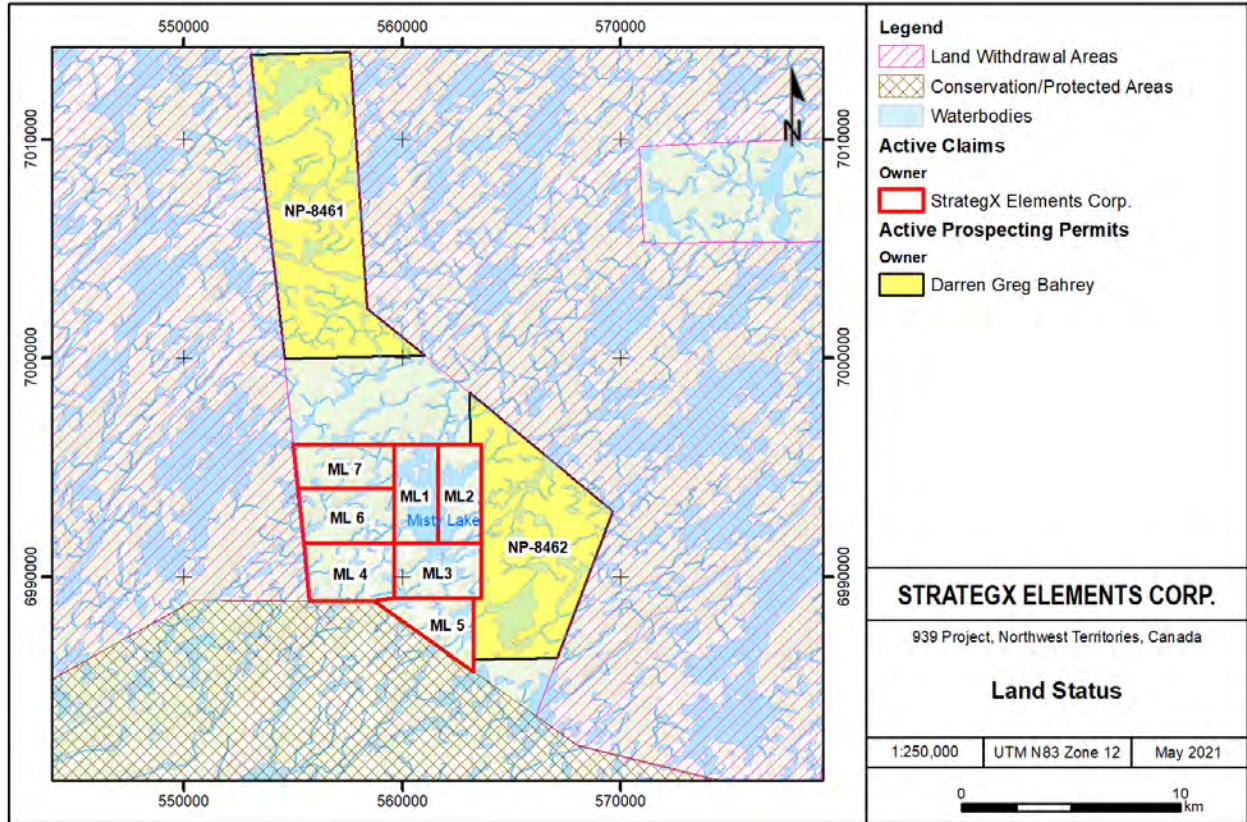 550000 560000 570000
7010000 7010000
N
NP-8461
7000000 7000000
ML 7
ML1 ML2
ML 6
Misty Lake
NP-8462
ML 4 ML3
6990000 6990000
ML 5
550000 560000 570000
Legend
Land Withdrawal Areas
Conservation/Protected Areas
Waterbodies
Active Claims
Owner
StrategX Elements Corp.
Active Prospecting Permits
Owner
Darren Greg Bahrey
STRATEGX ELEMENTS CORP.
939 Project, Northwest Territories, Canada
Land Status
1:250,000 UTM N83 Zone 12 May 2021
0 10
km